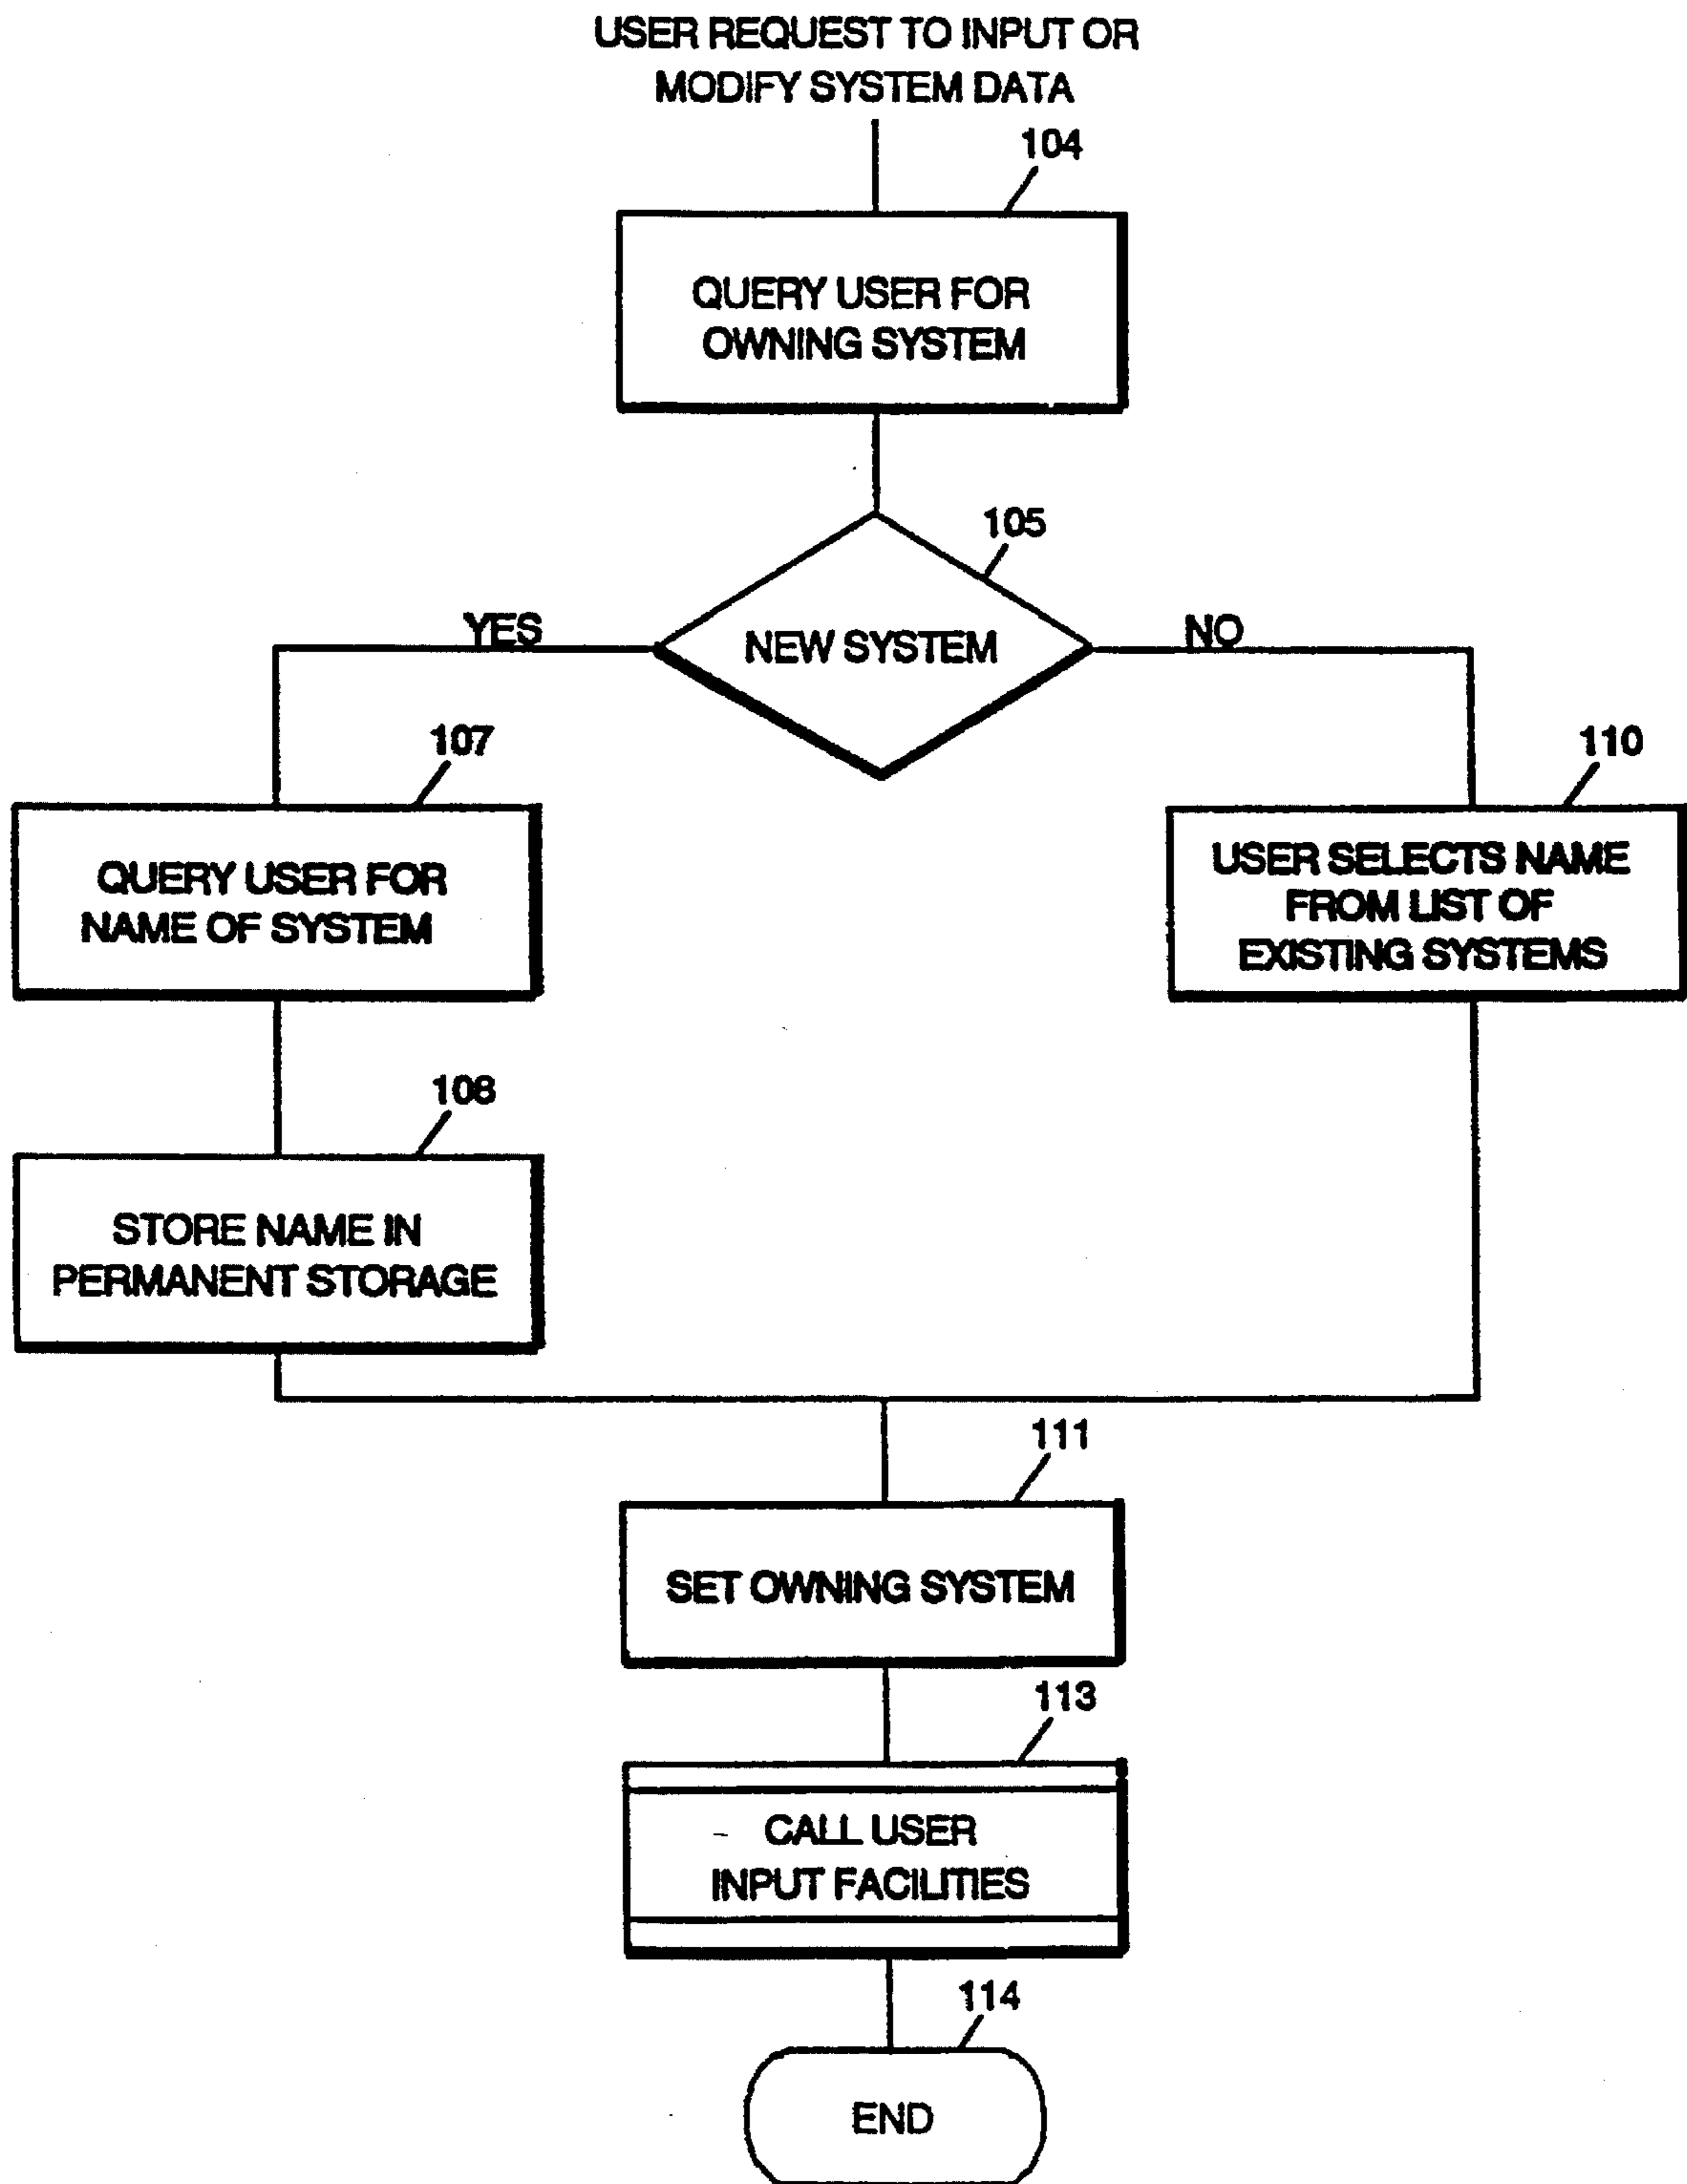 USER REQUEST TO INPUT OR
MODIFY SYSTEM DATA
104
QUERY USER FOR
OWNING SYSTEM
105
YES
NEW SYSTEM
NO
107
110
QUERY USER FOR
NAME OF SYSTEM
USER SELECTS NAME
FROM LIST OF
EXISTING SYSTEMS
108
STORE NAME IN
PERMANENT STORAGE
111
SET OWNING SYSTEM
113
CALL USER
INPUT FACILITIES
114
END